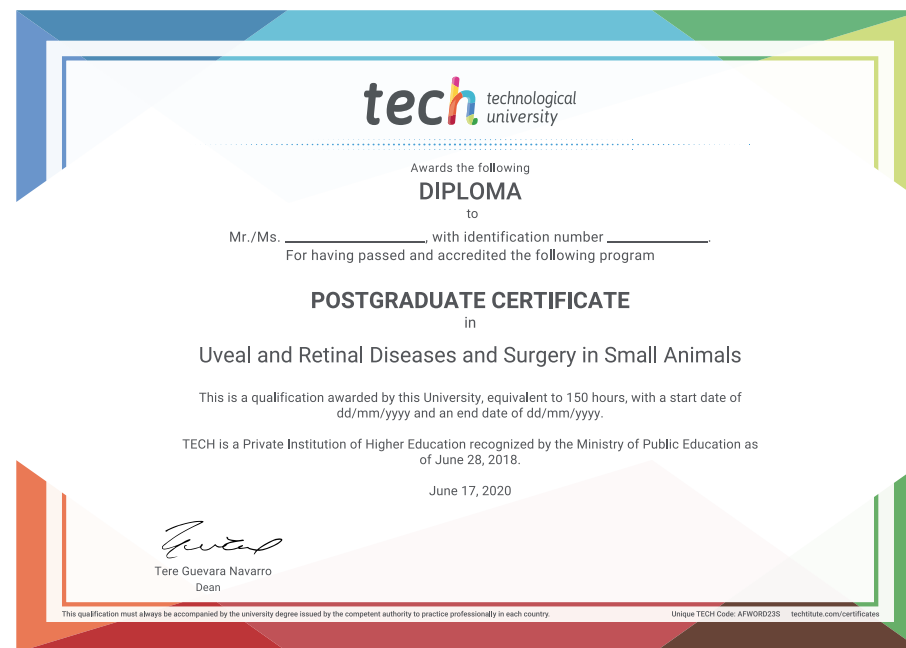 tech technological
university
Awards the following
DIPLOMA
to
Mr./Ms. ____________________, with identification number ______________.
For having passed and accredited the following program
POSTGRADUATE CERTIFICATE
in
Uveal and Retinal Diseases and Surgery in Small Animals
This is a qualification awarded by this University, equivalent to 150 hours, with a start date of
dd/mm/yyyy and an end date of dd/mm/yyyy.
TECH is a Private Institution of Higher Education recognized by the Ministry of Public Education as
of June 28, 2018.
June 17, 2020
Tere Guevara Navarro
Dean
This qualification must always be accompanied by the university degree issued by the competent authority to practice professionally in each country. Unique TECH Code: AFWORD23S techtitute.com/certificates